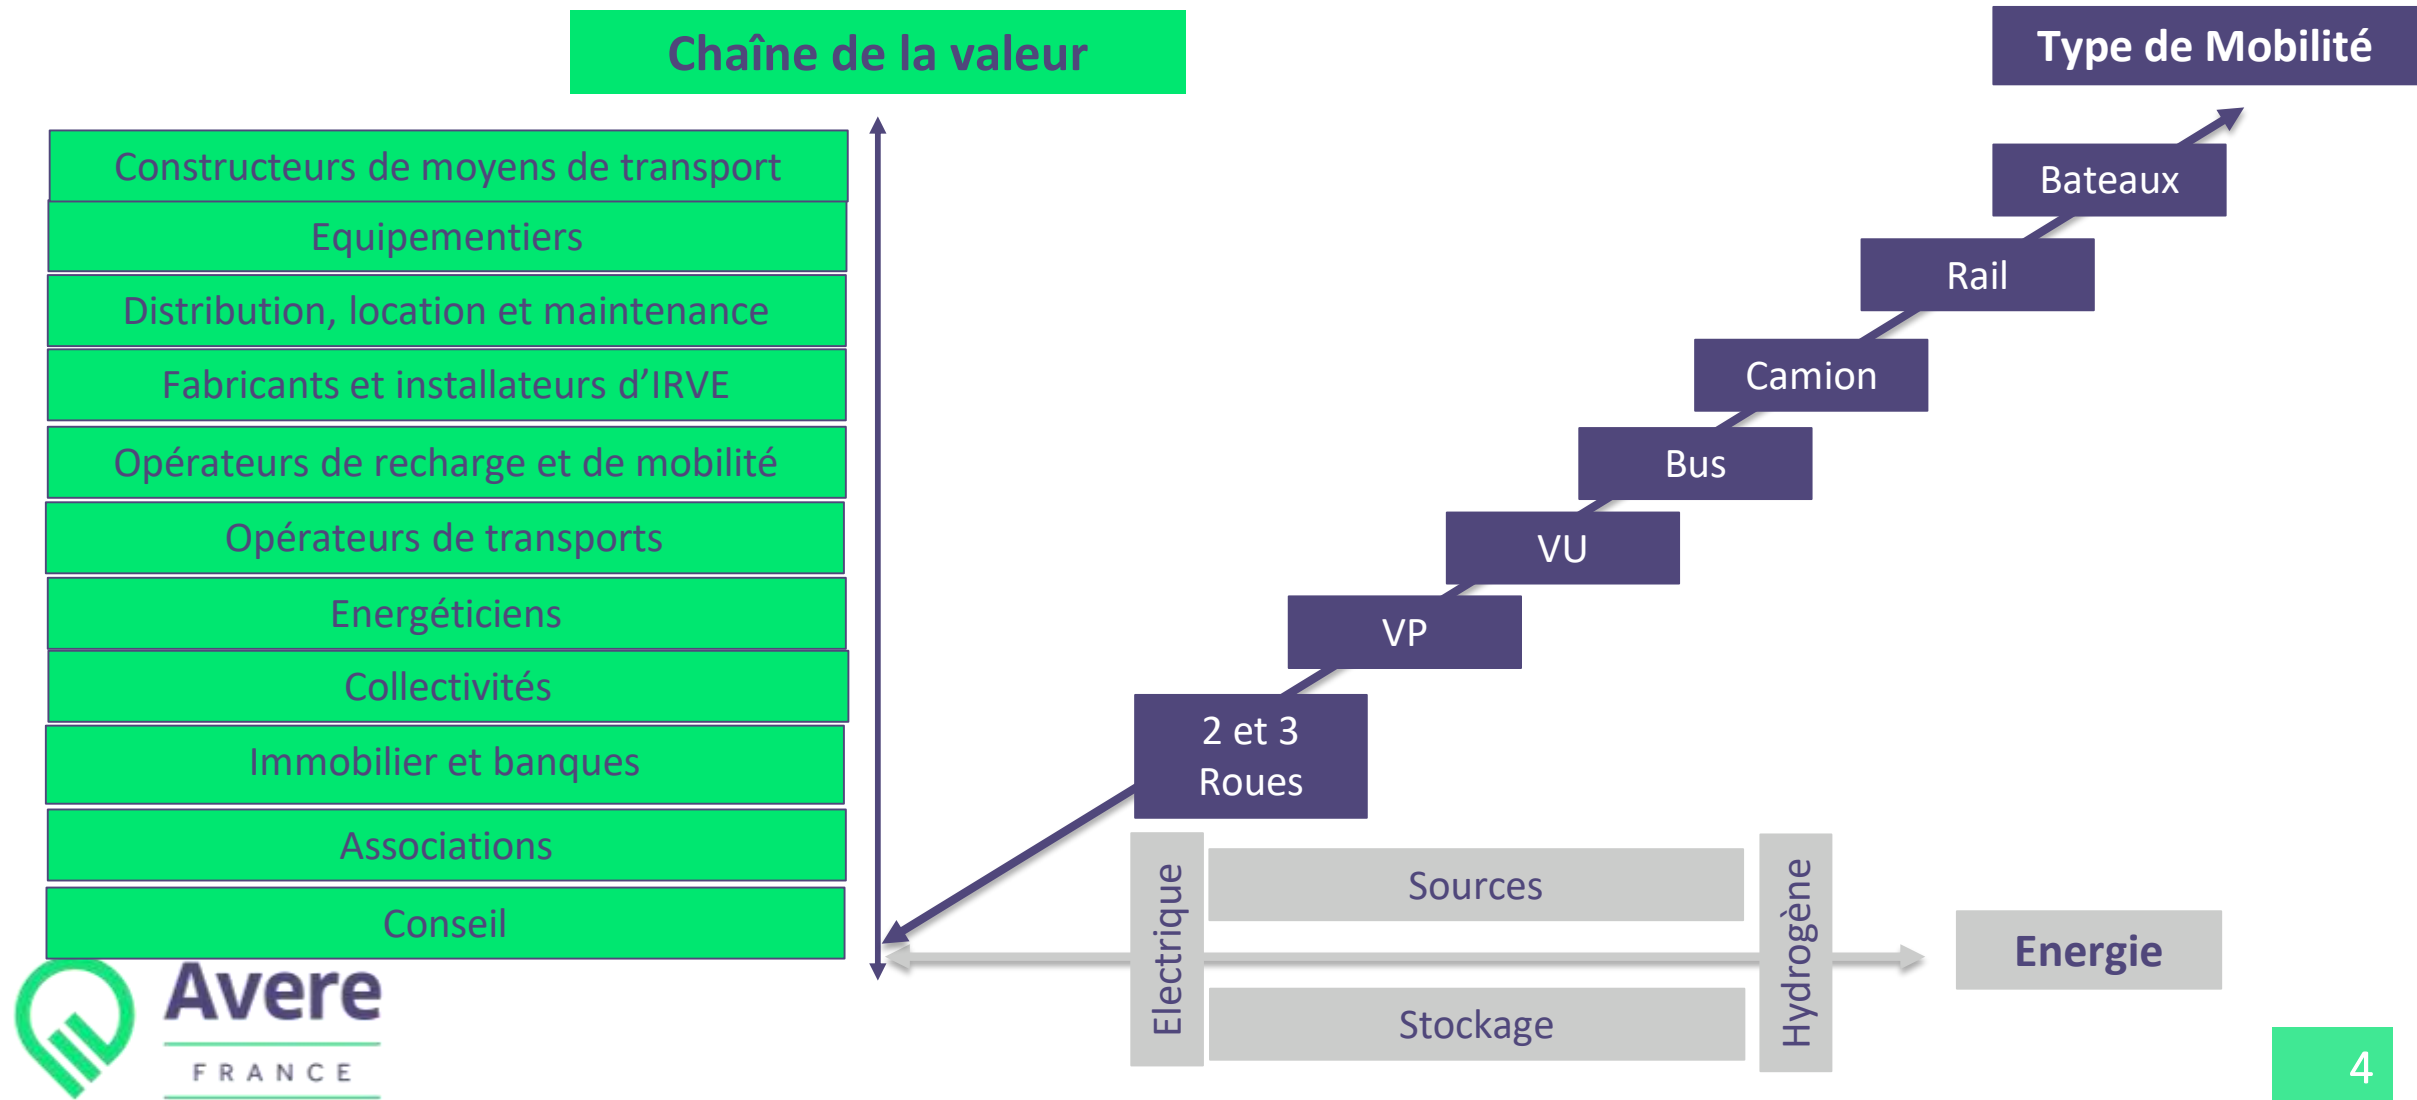 Chaîne de la valeur
Type de Mobilité
Constructeurs de moyens de transport
Equipementiers
Distribution, location et maintenance
Fabricants et installateurs d’IRVE
Opérateurs de recharge et de mobilité
Opérateurs de transports
Energéticiens
Collectivités
Immobilier et banques
Associations
Conseil
Bateaux
Rail
Camion
Bus
VU
VP
2 et 3
Roues
Electrique
Sources
Stockage
Hydrogène
Energie
Avere
FRANCE
4